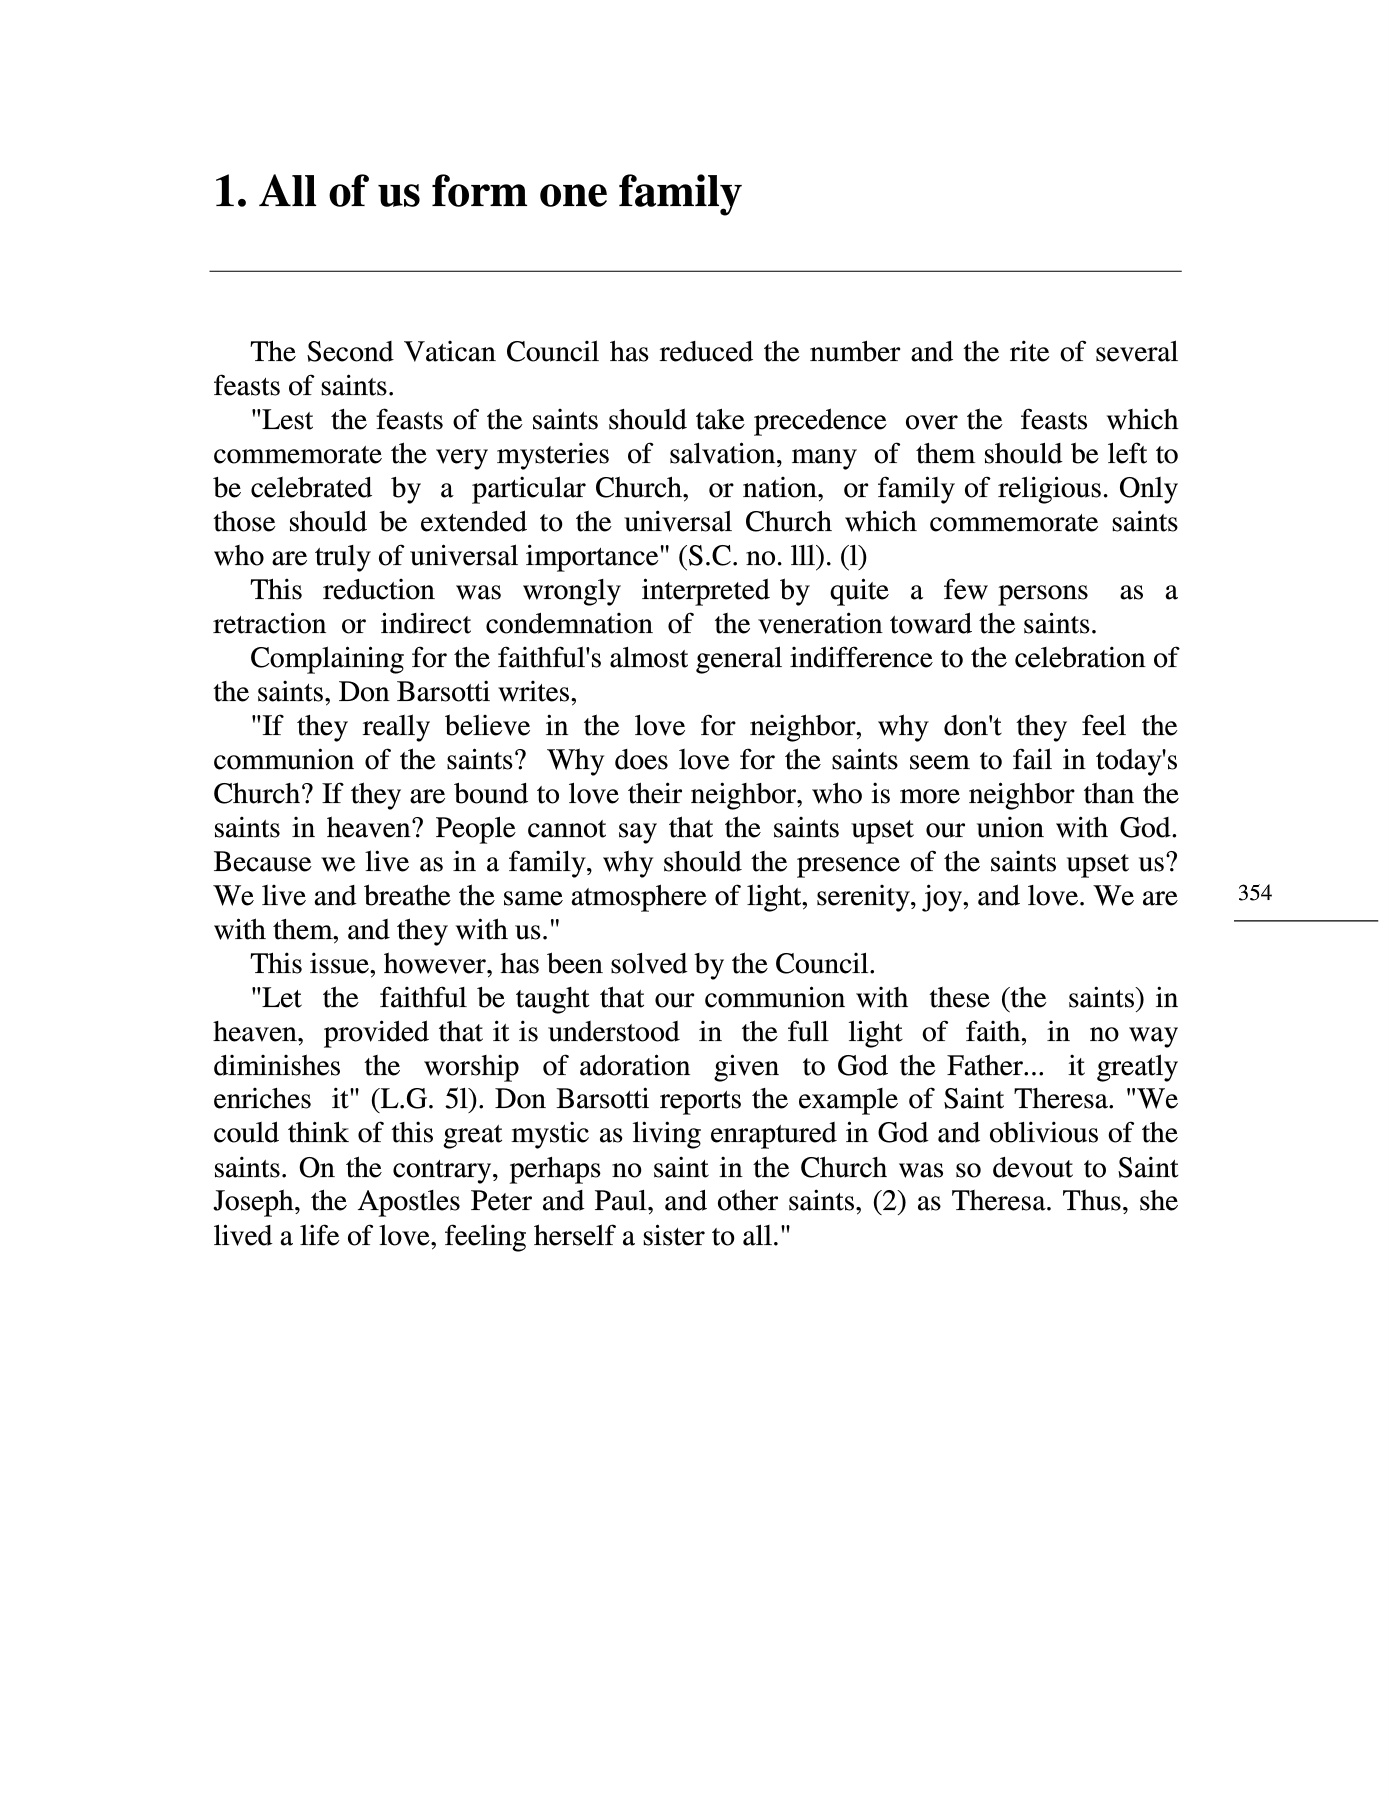 1. All of us form one family
The Second Vatican Council has reduced the number and the rite of several
feasts of saints.
"Lest the feasts of the saints should take precedence over the feasts which
commemorate the very mysteries of salvation, many of them should be left to
be celebrated by a particular Church, or nation, or family of religious. Only
those should be extended to the universal Church which commemorate saints
who are truly of universal importance" (S.C. no. lll). (l)
This reduction was wrongly interpreted by quite a few persons as a
retraction or indirect condemnation of the veneration toward the saints.
Complaining for the faithful's almost general indifference to the celebration of
the saints, Don Barsotti writes,
"If they really believe in the love for neighbor, why don't they feel the
communion of the saints? Why does love for the saints seem to fail in today's
Church? If they are bound to love their neighbor, who is more neighbor than the
saints in heaven? People cannot say that the saints upset our union with God.
Because we live as in a family, why should the presence of the saints upset us?
We live and breathe the same atmosphere of light, serenity, joy, and love. We are
with them, and they with us."
354
This issue, however, has been solved by the Council.
"Let the faithful be taught that our communion with these (the saints) in
heaven, provided that it is understood in the full light of faith, in no way
diminishes the worship of adoration given to God the Father... it greatly
enriches it" (L.G. 5l). Don Barsotti reports the example of Saint Theresa. "We
could think of this great mystic as living enraptured in God and oblivious of the
saints. On the contrary, perhaps no saint in the Church was so devout to Saint
Joseph, the Apostles Peter and Paul, and other saints, (2) as Theresa. Thus, she
lived a life of love, feeling herself a sister to all."